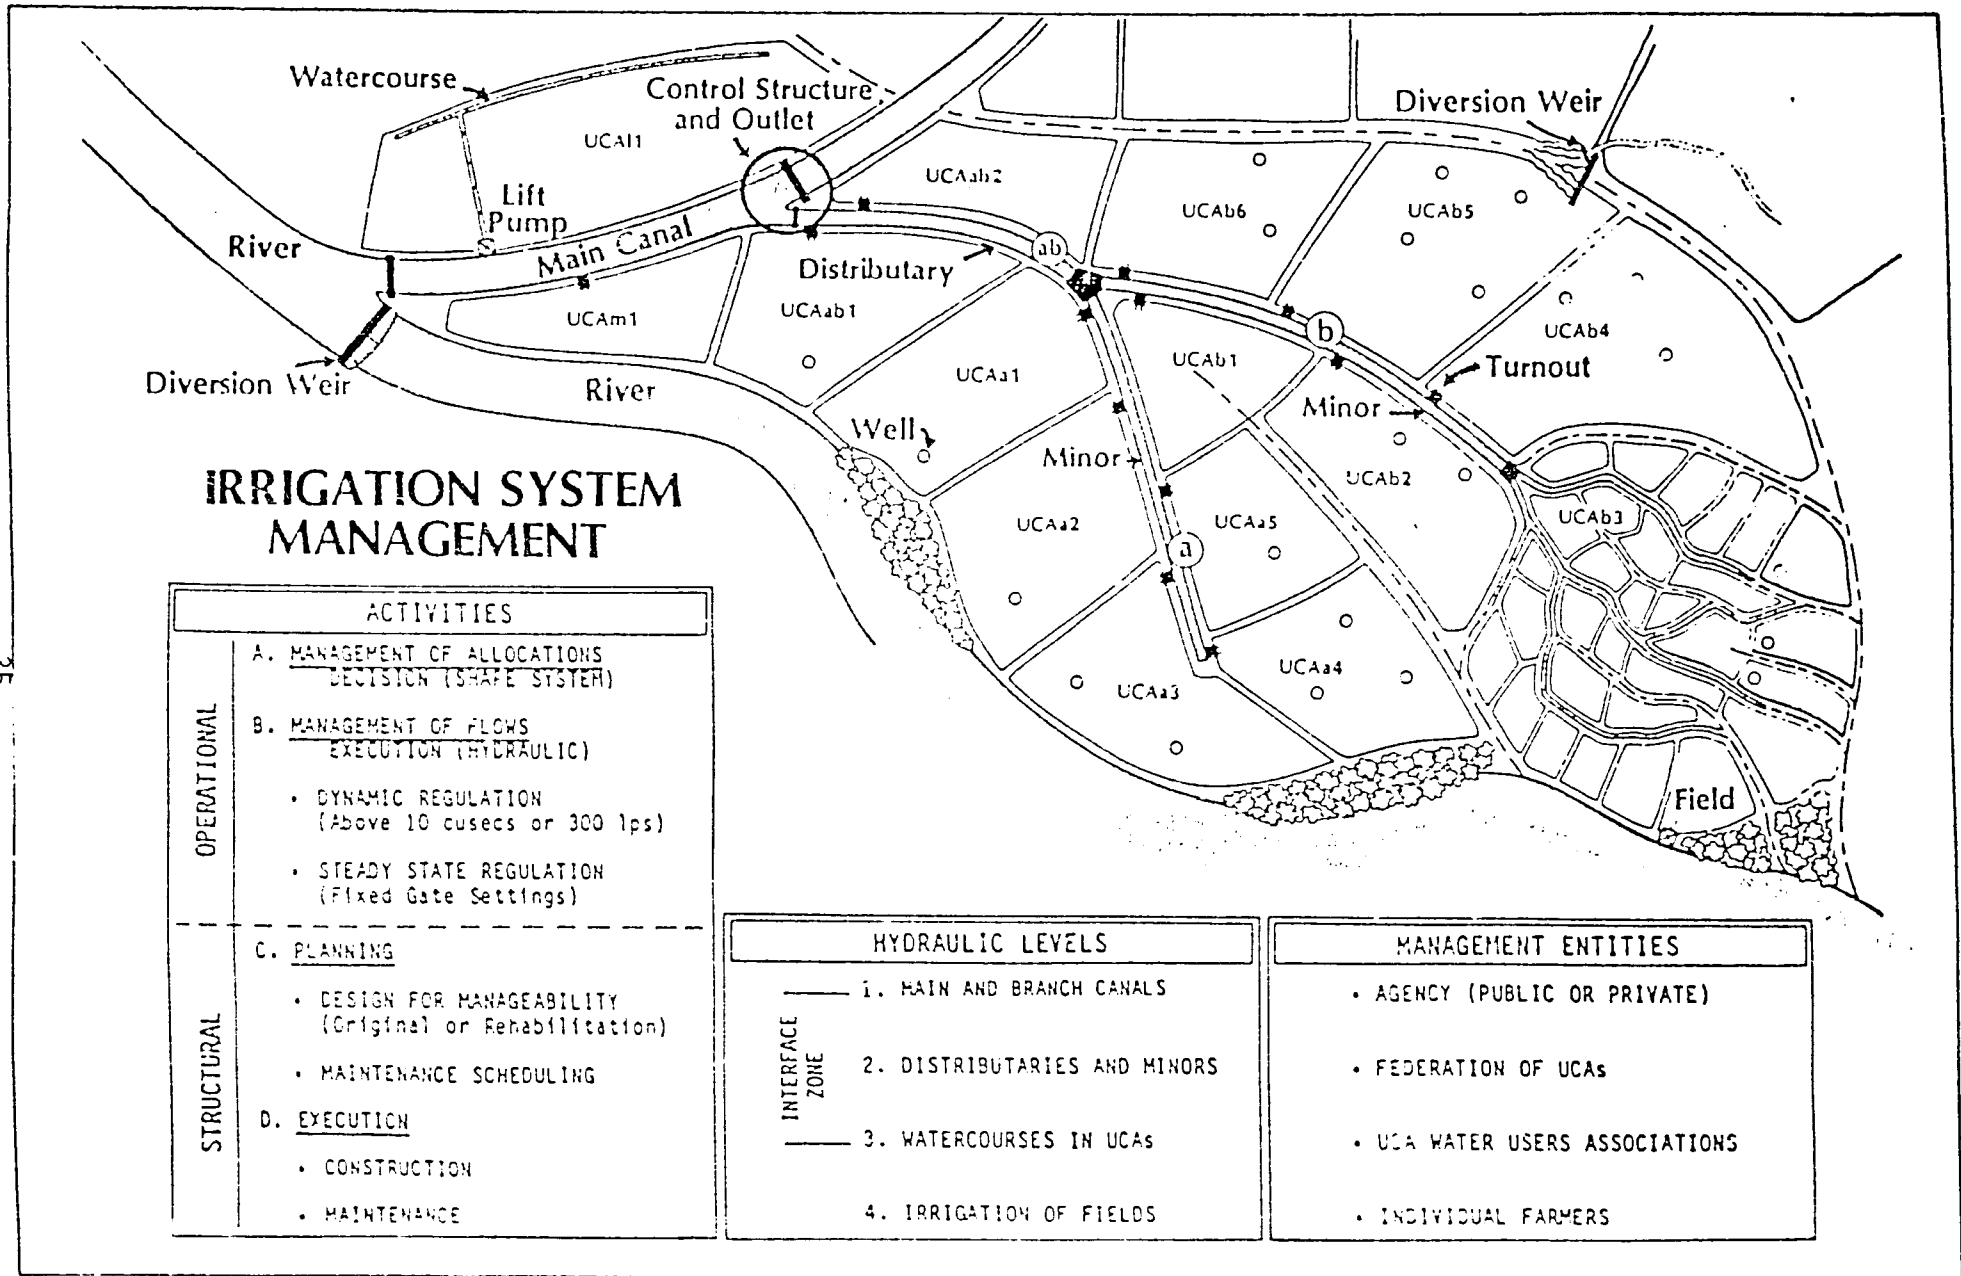 Watercourse
Control Structure
and Outlet
Diversion Weir
UCAl1
UCAab2
Lift
Pump
UCAb6
UCAb5
River
Main Canal
Distributary
ab
UCAm1
UCAab1
b
UCAb4
Diversion Weir
River
UCAa1
UCAb1
Turnout
Minor
Well
Minor
UCAb2
IRRIGATION SYSTEM
MANAGEMENT
UCAa2
UCAa5
UCAb3
a
UCAa3
UCAa4
Field
ACTIVITIES
OPERATIONAL
A. MANAGEMENT OF ALLOCATIONS
DECISION (SHARE SYSTEM)
B. MANAGEMENT OF FLOWS
EXECUTION (HYDRAULIC)
• DYNAMIC REGULATION
(Above 10 cusecs or 300 lps)
• STEADY STATE REGULATION
(Fixed Gate Settings)
STRUCTURAL
C. PLANNING
• DESIGN FOR MANAGEABILITY
(Original or Rehabilitation)
• MAINTENANCE SCHEDULING
D. EXECUTION
• CONSTRUCTION
• MAINTENANCE
HYDRAULIC LEVELS
INTERFACE
ZONE
1. MAIN AND BRANCH CANALS
2. DISTRIBUTARIES AND MINORS
3. WATERCOURSES IN UCAs
4. IRRIGATION OF FIELDS
MANAGEMENT ENTITIES
• AGENCY (PUBLIC OR PRIVATE)
• FEDERATION OF UCAs
• UCA WATER USERS ASSOCIATIONS
• INDIVIDUAL FARMERS